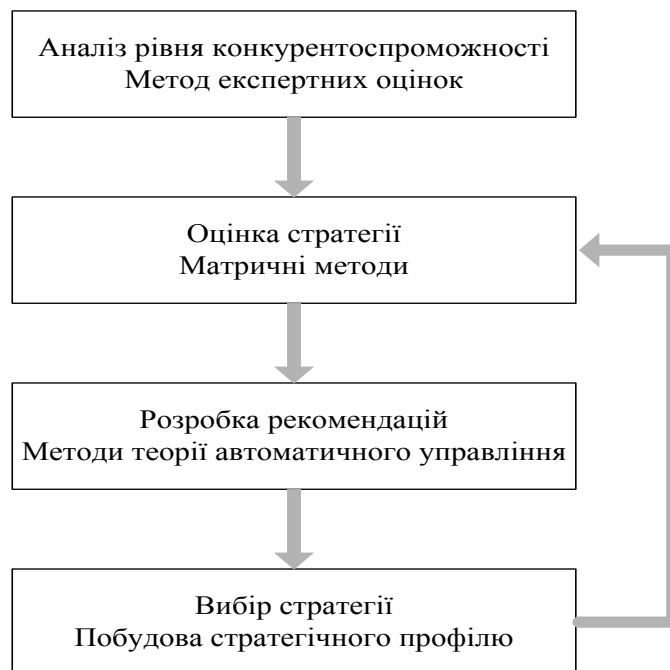 Аналіз рівня конкурентоспроможності
Метод експертних оцінок
Оцінка стратегії
Матричні методи
Розробка рекомендацій
Методи теорії автоматичного управління
Вибір стратегії
Побудова стратегічного профілю